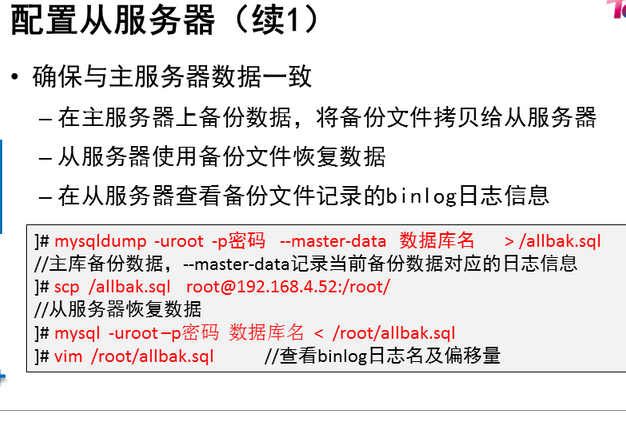 配置从服务器（续1）
• 确保与主服务器数据一致
– 在主服务器上备份数据，将备份文件拷贝给从服务器
– 从服务器使用备份文件恢复数据
– 在从服务器查看备份文件记录的binlog日志信息
]# mysqldump -uroot -p密码 --master-data 数据库名 > /allbak.sql
//主库备份数据，--master-data记录当前备份数据对应的日志信息
]# scp /allbak.sql root@192.168.4.52:/root/
//从服务器恢复数据
]# mysql -uroot –p密码 数据库名 < /root/allbak.sql
]# vim /root/allbak.sql //查看binlog日志名及偏移量